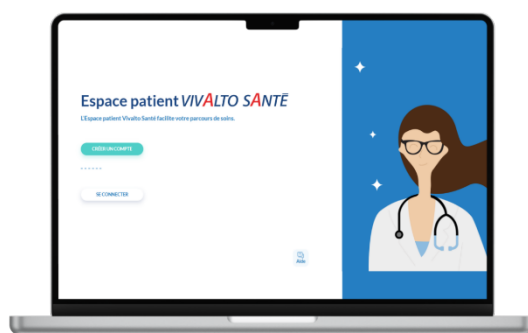 Espace patient VIVALTO SANTÉ
L'Espace patient Vivalto Santé facilite votre parcours de soins.
CRÉER UN COMPTE
SE CONNECTER
Aide